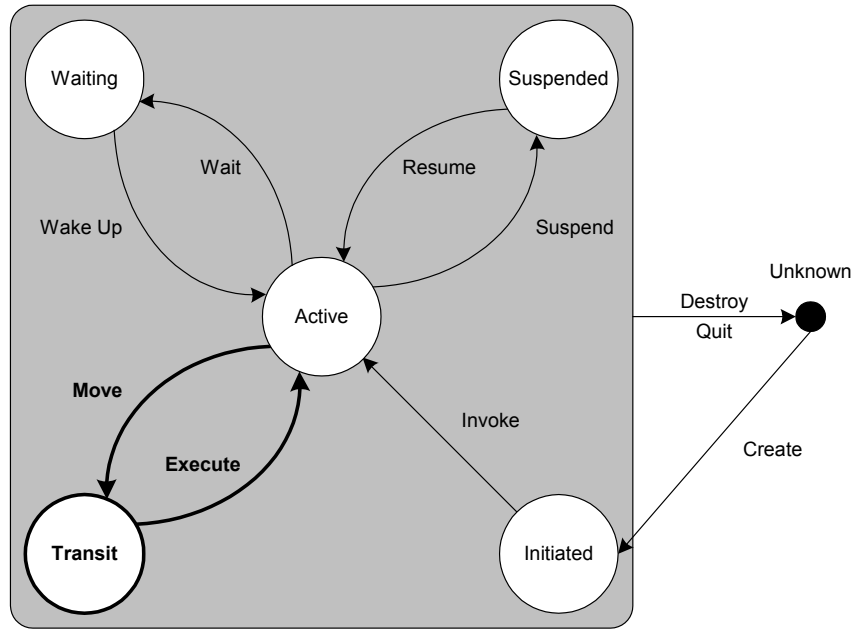 Waiting
Suspended
Wait
Resume
Wake Up
Suspend
Unknown
Active
Destroy
Quit
Move
Invoke
Execute
Create
Transit
Initiated